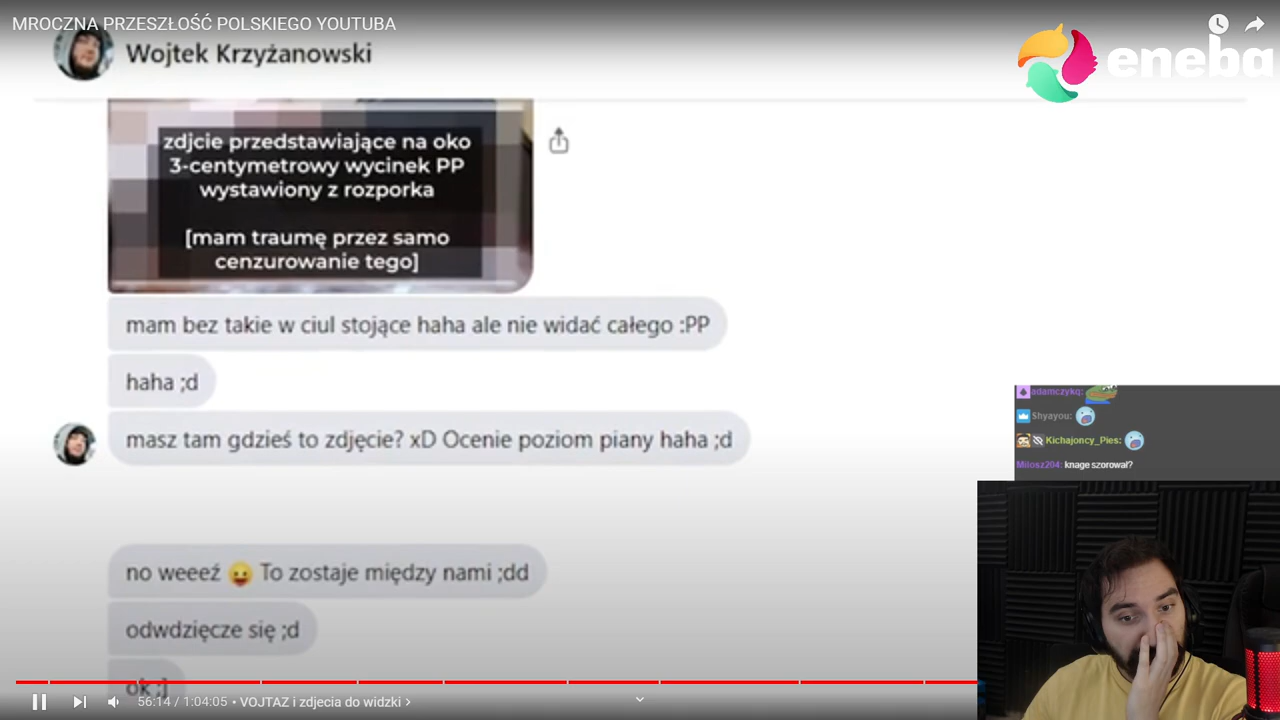 MROCZNA PRZESZŁOŚĆ POLSKIEGO YOUTUBA
Wojtek Krzyżanowski
eneba
zdjcie przedstawiające na oko
3-centymetrowy wycinek PP
wystawiony z rozporka
[mam traumę przez samo
cenzurowanie tego]
mam bez takie w ciul stojące haha ale nie widać całego :PP
haha ;d
masz tam gdzieś to zdjęcie? xD Ocenie poziom piany haha ;d
no weeeź 😛 To zostaje między nami ;dd
odwdzięcze się ;d
ok ;]
adamczykq:
Shyayou:
Kichajoncy_Pies:
Milosz204: knage szorował?
56:14 / 1:04:05 • VOJTAZ i zdjecia do widzki >